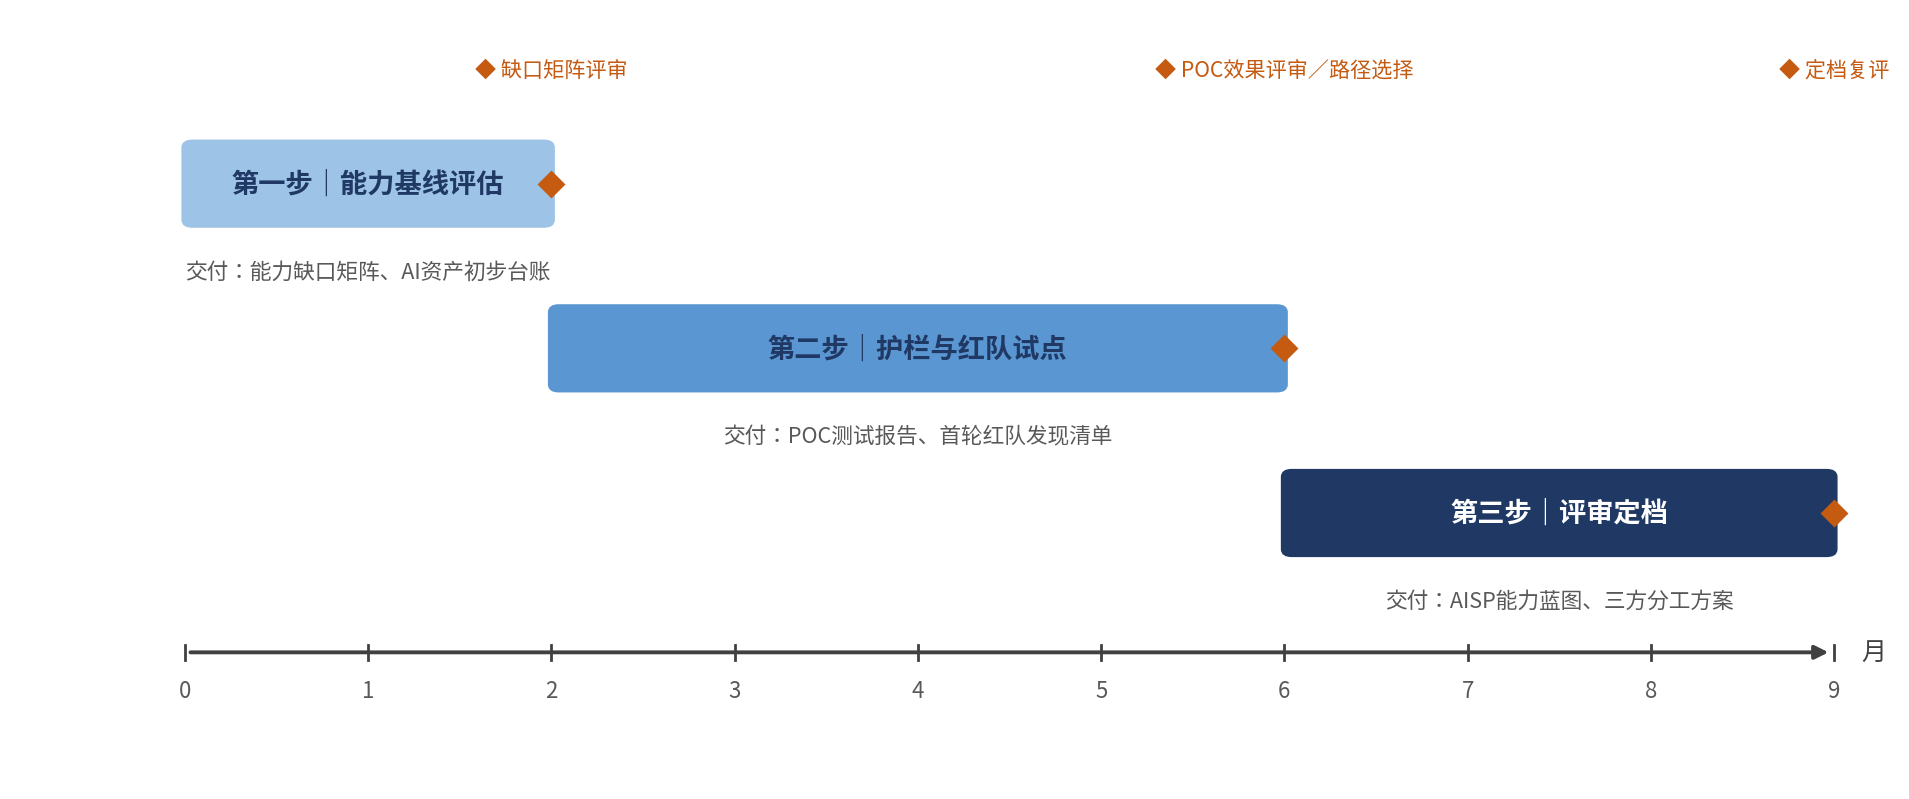 ◆ 缺口矩阵评审
◆ POC效果评审／路径选择
◆ 定档复评
第一步｜能力基线评估
交付：能力缺口矩阵、AI资产初步台账
第二步｜护栏与红队试点
交付：POC测试报告、首轮红队发现清单
第三步｜评审定档
交付：AISP能力蓝图、三方分工方案
月
0 1 2 3 4 5 6 7 8 9